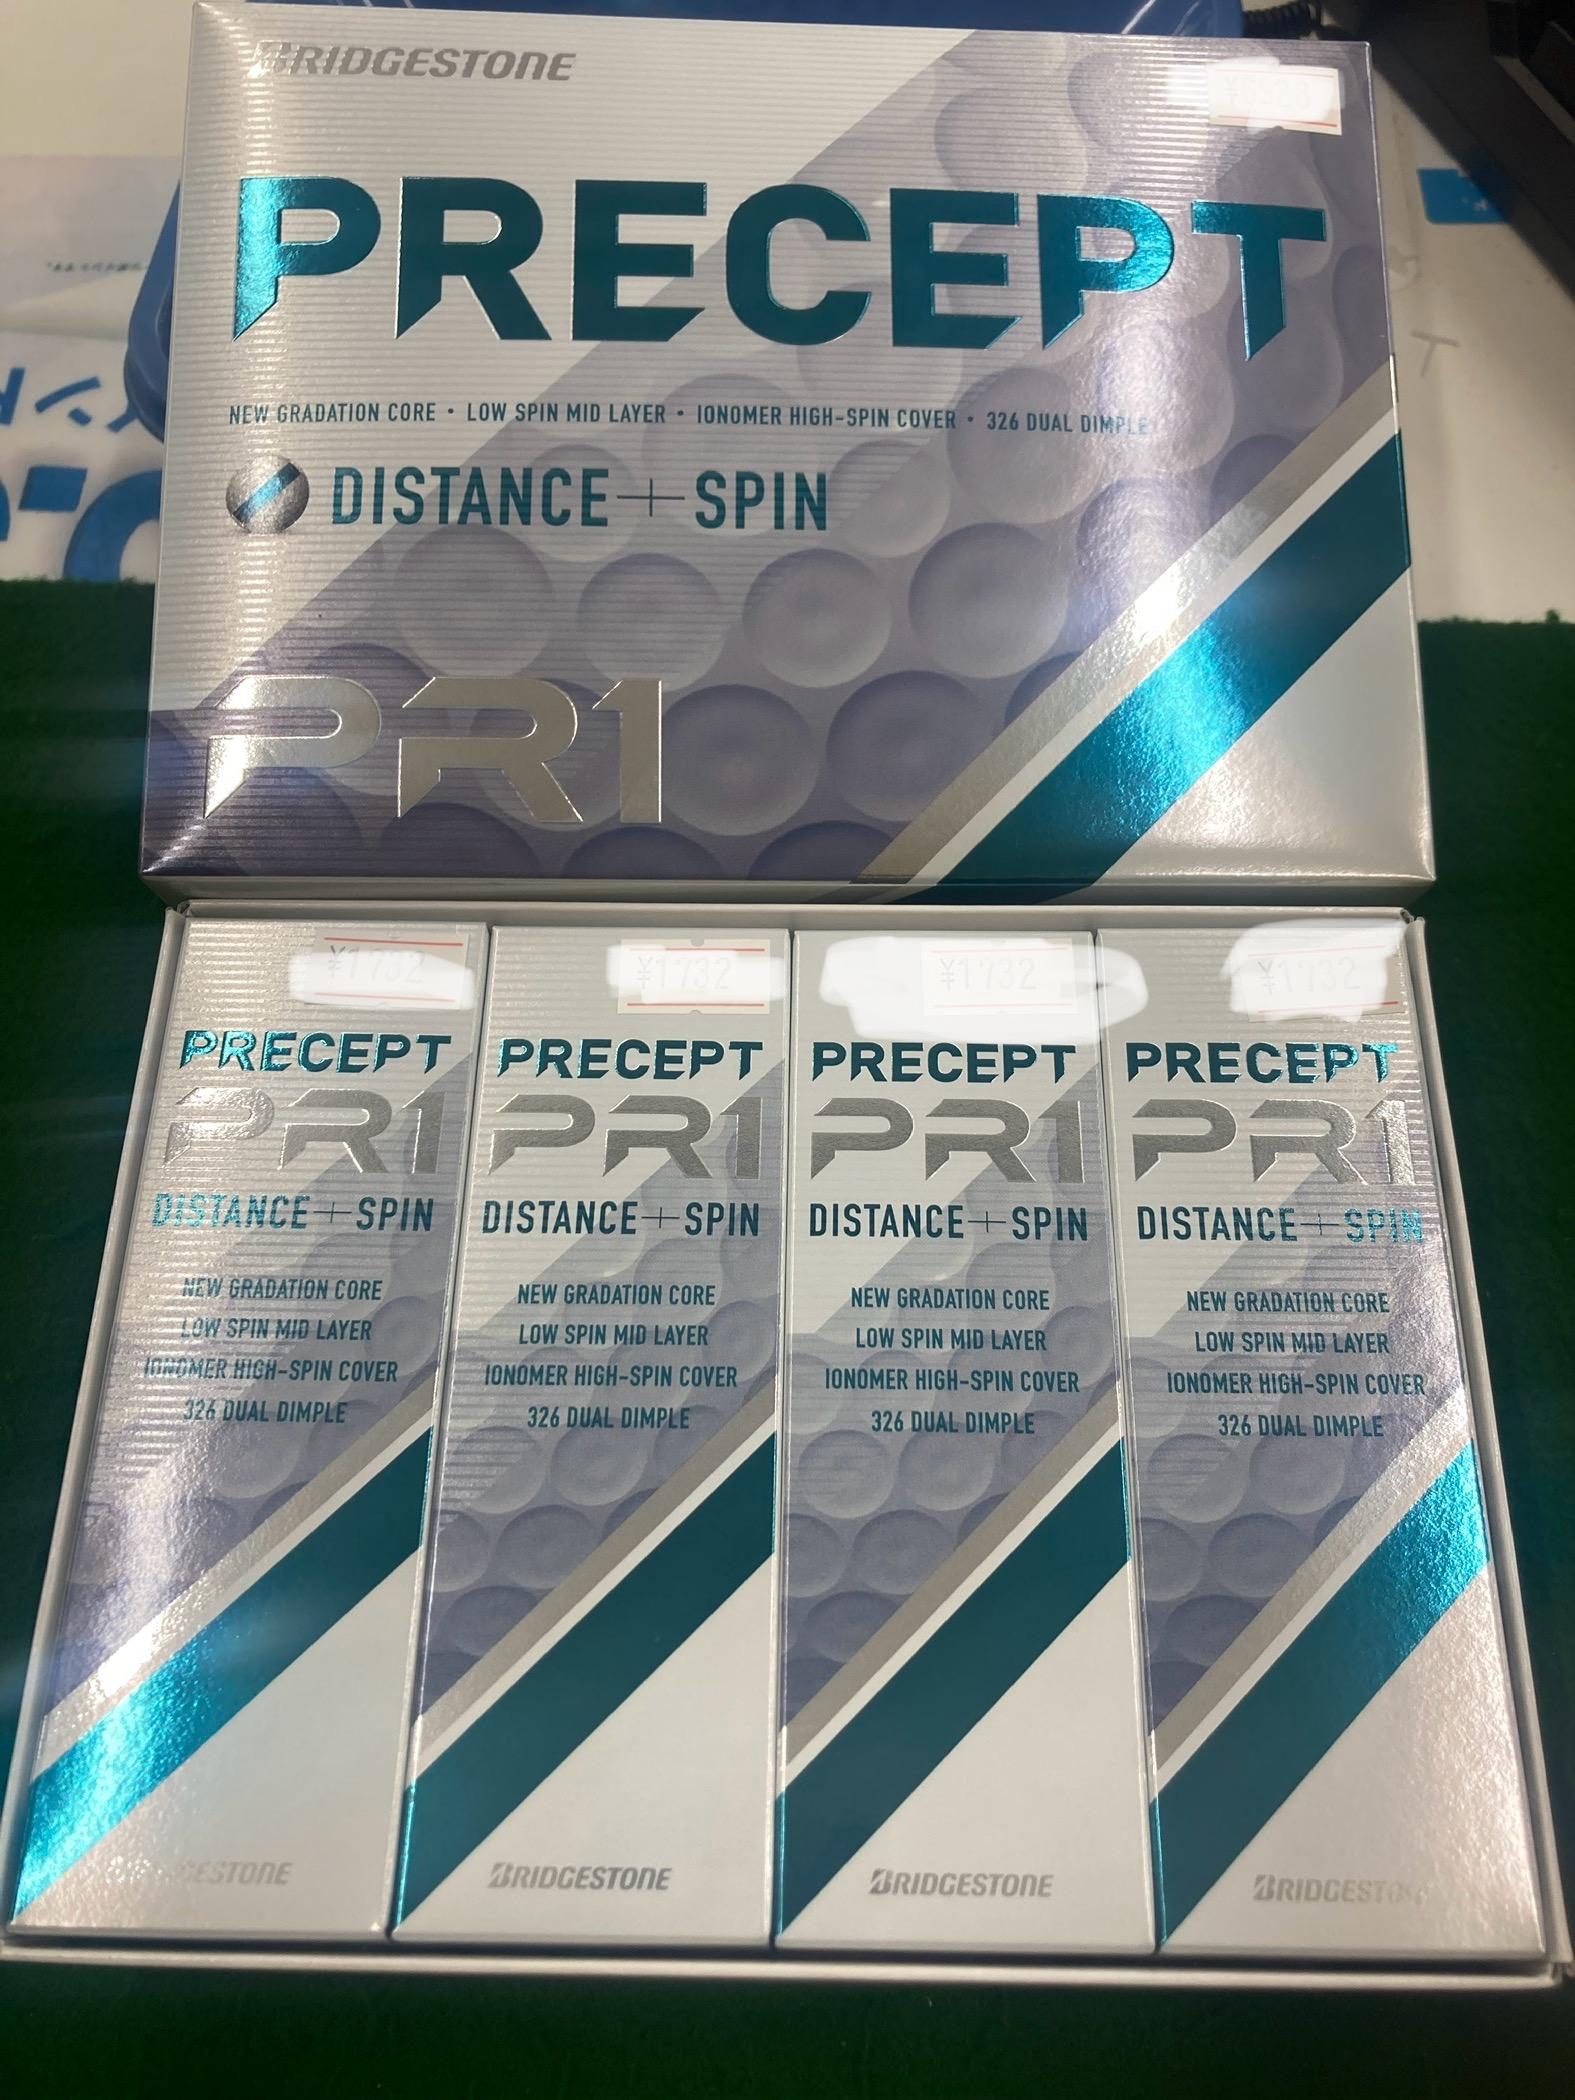 BRIDGESTONE
¥6928
PRECEPT
NEW GRADATION CORE • LOW SPIN MID LAYER • IONOMER HIGH-SPIN COVER • 326 DUAL DIMPLE
DISTANCE+SPIN
PR1
¥1732
PRECEPT
PR1
DISTANCE+SPIN
NEW GRADATION CORE
LOW SPIN MID LAYER
IONOMER HIGH-SPIN COVER
326 DUAL DIMPLE
ESTONE
¥1732
PRECEPT
PR1
DISTANCE+SPIN
NEW GRADATION CORE
LOW SPIN MID LAYER
IONOMER HIGH-SPIN COVER
326 DUAL DIMPLE
BRIDGESTONE
¥1732
PRECEPT
PR1
DISTANCE+SPIN
NEW GRADATION CORE
LOW SPIN MID LAYER
IONOMER HIGH-SPIN COVER
326 DUAL DIMPLE
BRIDGESTONE
¥1732
PRECEPT
PR1
DISTANCE+SPIN
NEW GRADATION CORE
LOW SPIN MID LAYER
IONOMER HIGH-SPIN COVER
326 DUAL DIMPLE
BRIDGESTO